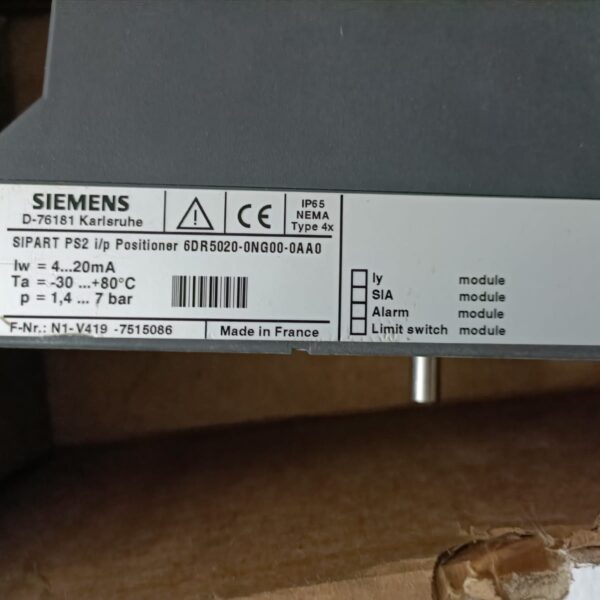 SIEMENS
D-76181 Karlsruhe
CE
IP65
NEMA
Type 4x
SIPART PS2 i/p Positioner 6DR5020-0NG00-0AA0
Iw = 4...20mA
Ta = -30 ...+80°C
p = 1,4 ... 7 bar
F-Nr.: N1-V419 -7515086
Made in France
Iy module
SIA module
Alarm module
Limit switch module